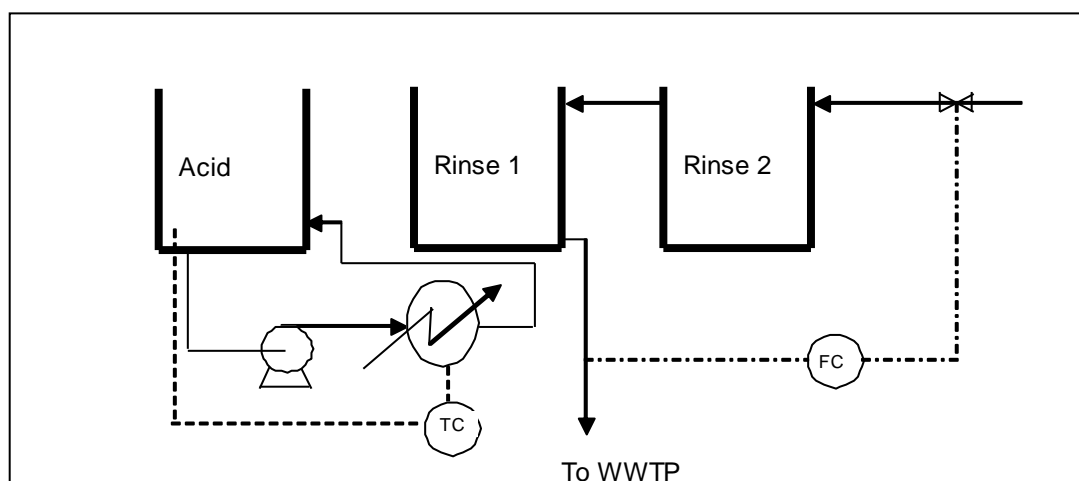 Acid
Rinse 1
Rinse 2
FC
TC
To WWTP